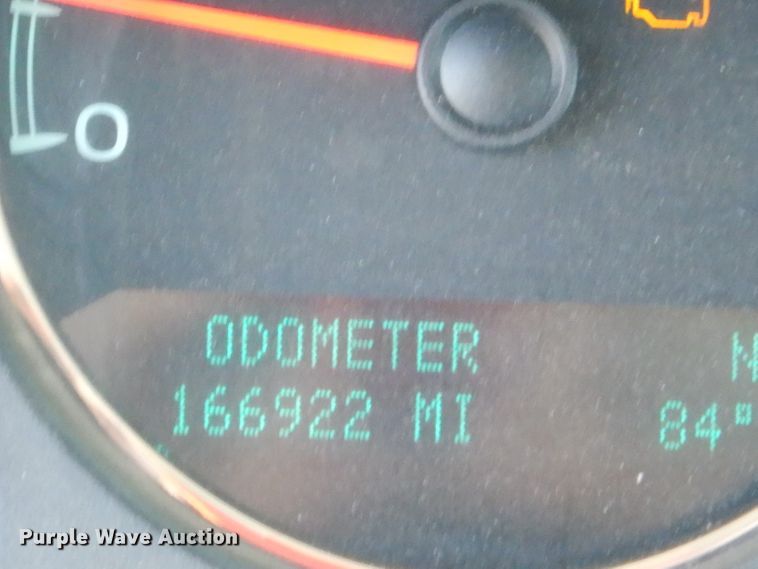 0
ODOMETER
N
166922 MI
84°
Purple Wave Auction